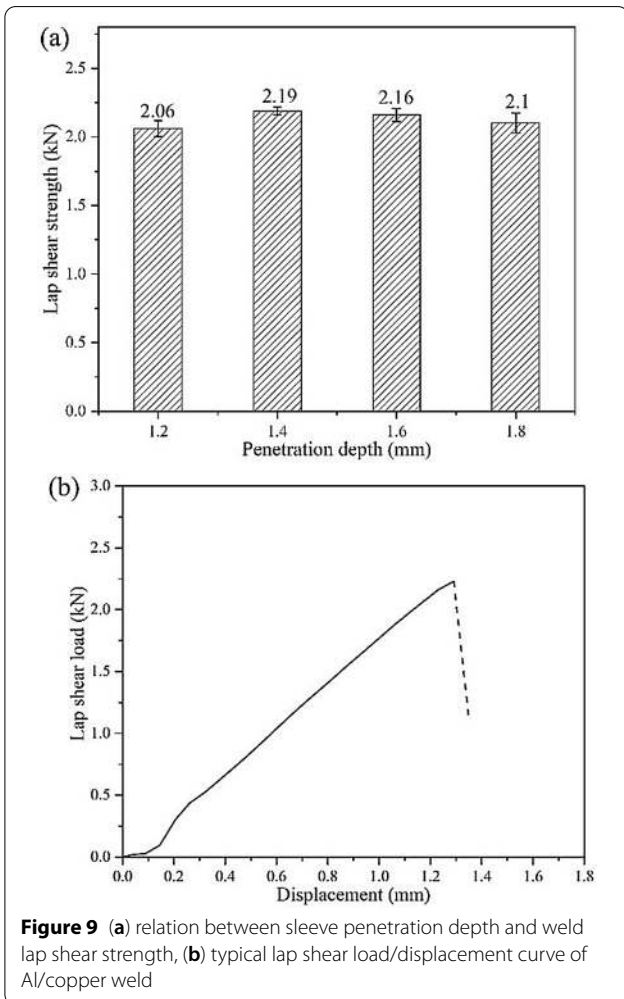 (a)
Lap shear strength (kN)
2.5
2.0
1.5
1.0
0.5
0.0
2.06
2.19
2.16
2.1
1.2
1.4
1.6
1.8
Penetration depth (mm)
(b)
Lap shear load (kN)
3.0
2.5
2.0
1.5
1.0
0.5
0.0
0.0 0.2 0.4 0.6 0.8 1.0 1.2 1.4 1.6 1.8
Displacement (mm)
Figure 9 (a) relation between sleeve penetration depth and weld
lap shear strength, (b) typical lap shear load/displacement curve of
Al/copper weld